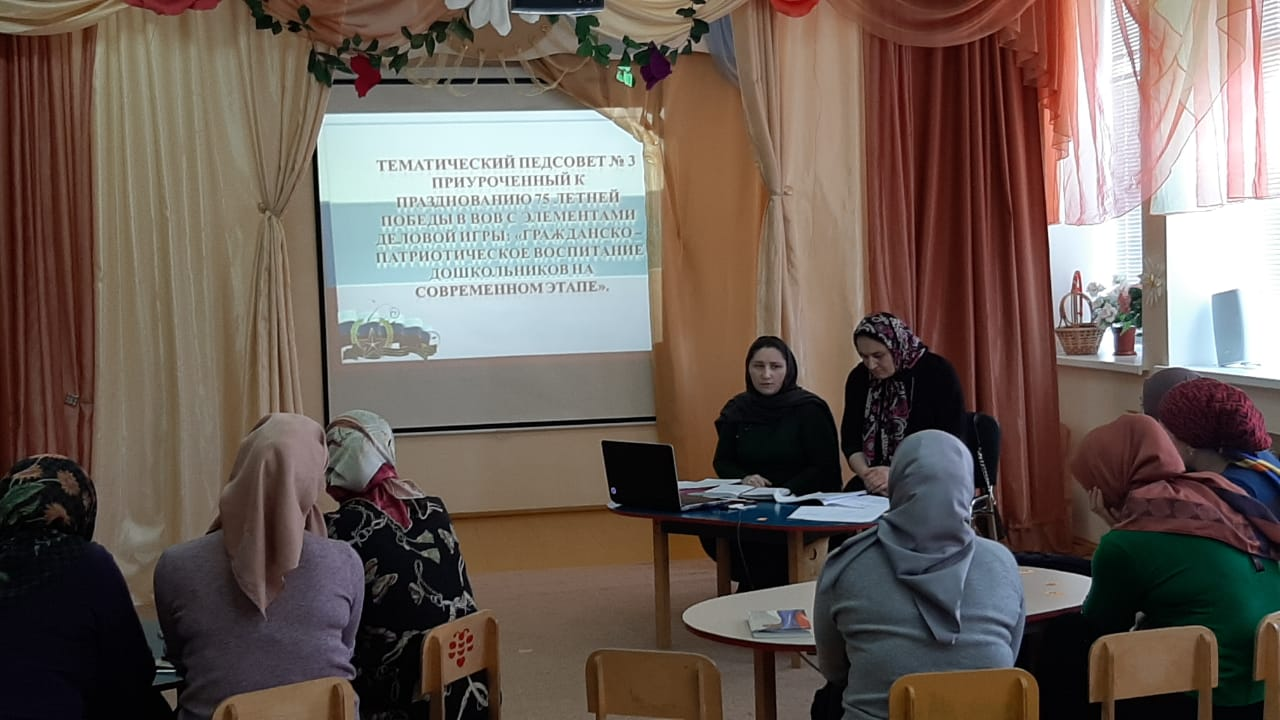 ТЕМАТИЧЕСКИЙ ПЕДСОВЕТ № 3
ПРИУРОЧЕННЫЙ К
ПРАЗДНОВАНИЮ 75 ЛЕТНЕЙ
ПОБЕДЫ В ВОВ С ЭЛЕМЕНТАМИ
ДЕЛОВОЙ ИГРЫ. «ГРАЖДАНСКО –
ПАТРИОТИЧЕСКОЕ ВОСПИТАНИЕ
ДОШКОЛЬНИКОВ НА
СОВРЕМЕННОМ ЭТАПЕ».